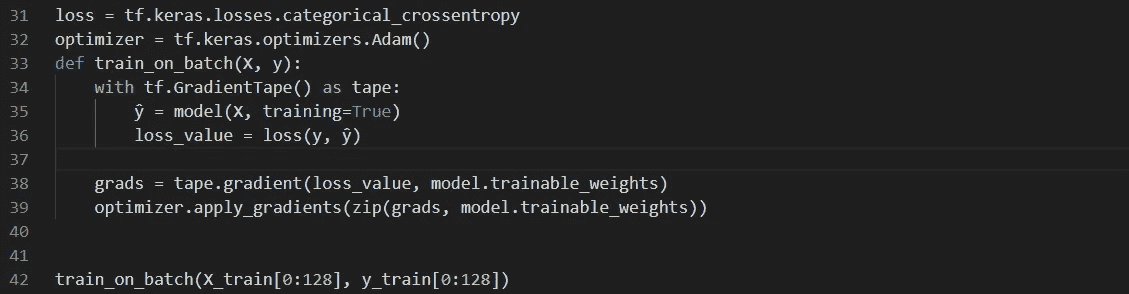 31 loss = tf.keras.losses.categorical_crossentropy
32 optimizer = tf.keras.optimizers.Adam()
33 def train_on_batch(X, y):
34     with tf.GradientTape() as tape:
35         ŷ = model(X, training=True)
36         loss_value = loss(y, ŷ)
37
38     grads = tape.gradient(loss_value, model.trainable_weights)
39     optimizer.apply_gradients(zip(grads, model.trainable_weights))
40
41
42 train_on_batch(X_train[0:128], y_train[0:128])